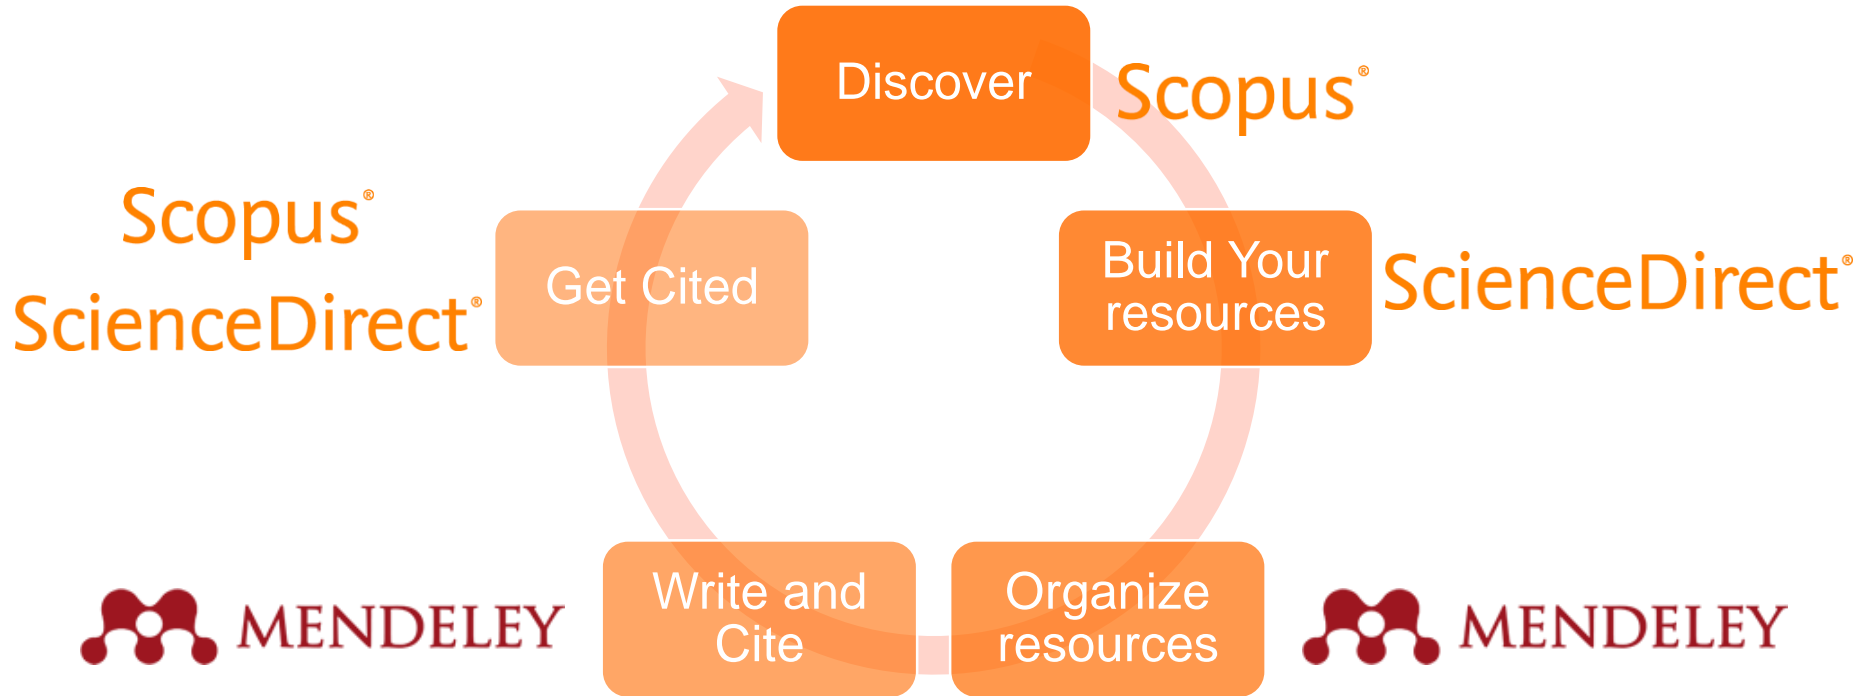 Discover
Scopus®
Build Your
resources
ScienceDirect®
Organize
resources
MENDELEY
Write and
Cite
MENDELEY
Get Cited
Scopus®
ScienceDirect®